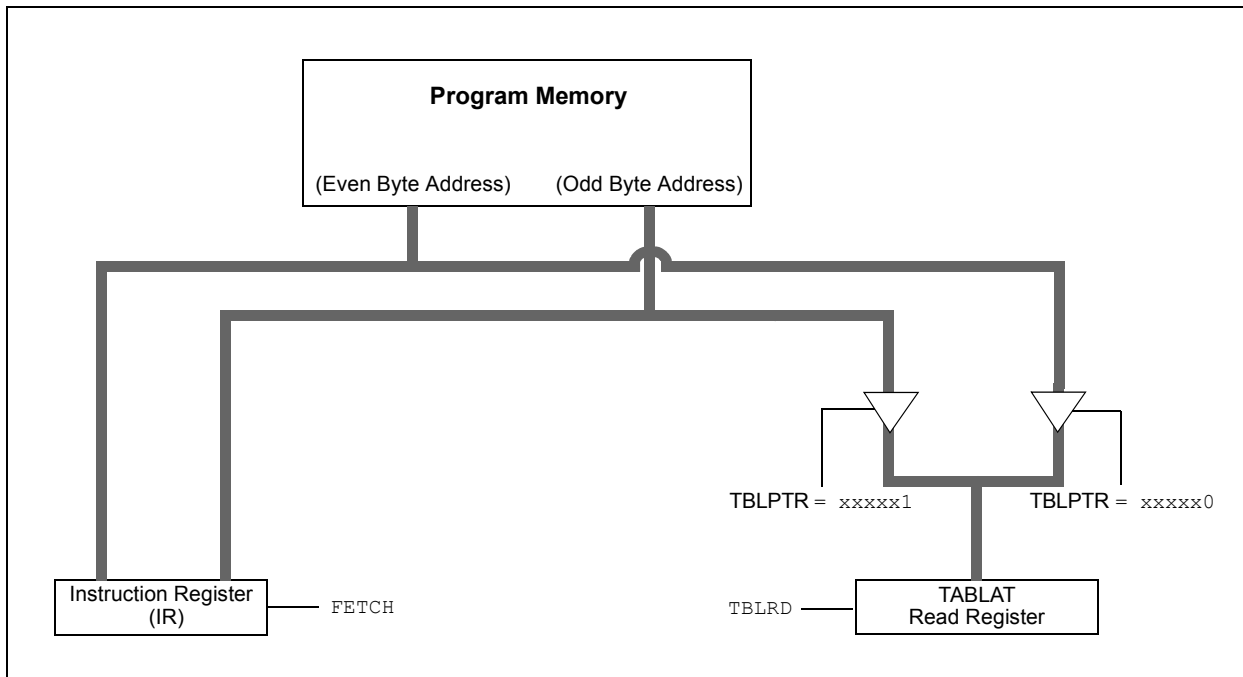 Program Memory
(Even Byte Address) (Odd Byte Address)
TBLPTR = xxxxx1 TBLPTR = xxxxx0
Instruction Register
(IR)
FETCH
TBLRD
TABLAT
Read Register